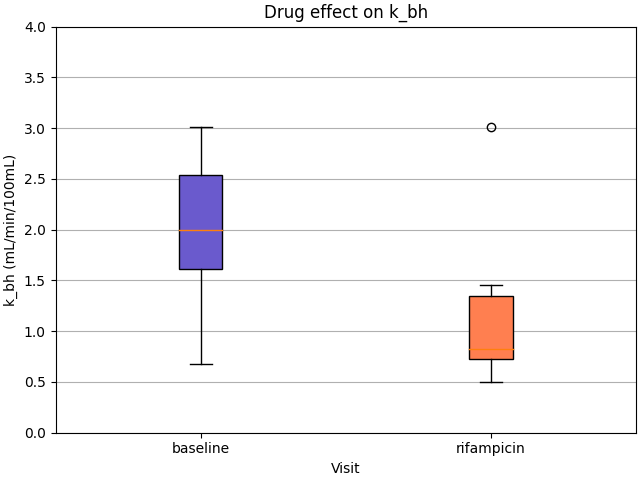 Drug effect on k_bh
k_bh (mL/min/100mL)
4.0
3.5
3.0
2.5
2.0
1.5
1.0
0.5
0.0
baseline
rifampicin
Visit